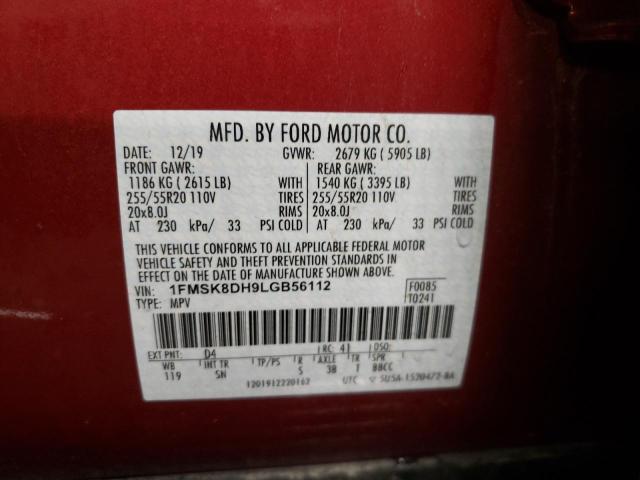 MFD. BY FORD MOTOR CO.
DATE: 12/19 GVWR: 2679 KG ( 5905 LB)
FRONT GAWR: REAR GAWR:
1186 KG ( 2615 LB) WITH 1540 KG ( 3395 LB) WITH
255/55R20 110V TIRES 255/55R20 110V TIRES
20x8.0J RIMS 20x8.0J RIMS
AT 230 kPa/ 33 PSI COLD AT 230 kPa/ 33 PSI COLD
THIS VEHICLE CONFORMS TO ALL APPLICABLE FEDERAL MOTOR
VEHICLE SAFETY AND THEFT PREVENTION STANDARDS IN
EFFECT ON THE DATE OF MANUFACTURE SHOWN ABOVE.
VIN: 1FMSK8DH9LGB56112 F0085
TYPE: MPV T0241
EXT PNT: D4 RC: 41 DSO:
WB INT TR TP/PS R AXLE TR SPR
119 SN S 3B T BBCC
1201912220162 UTC 5U5A-1520472-BA